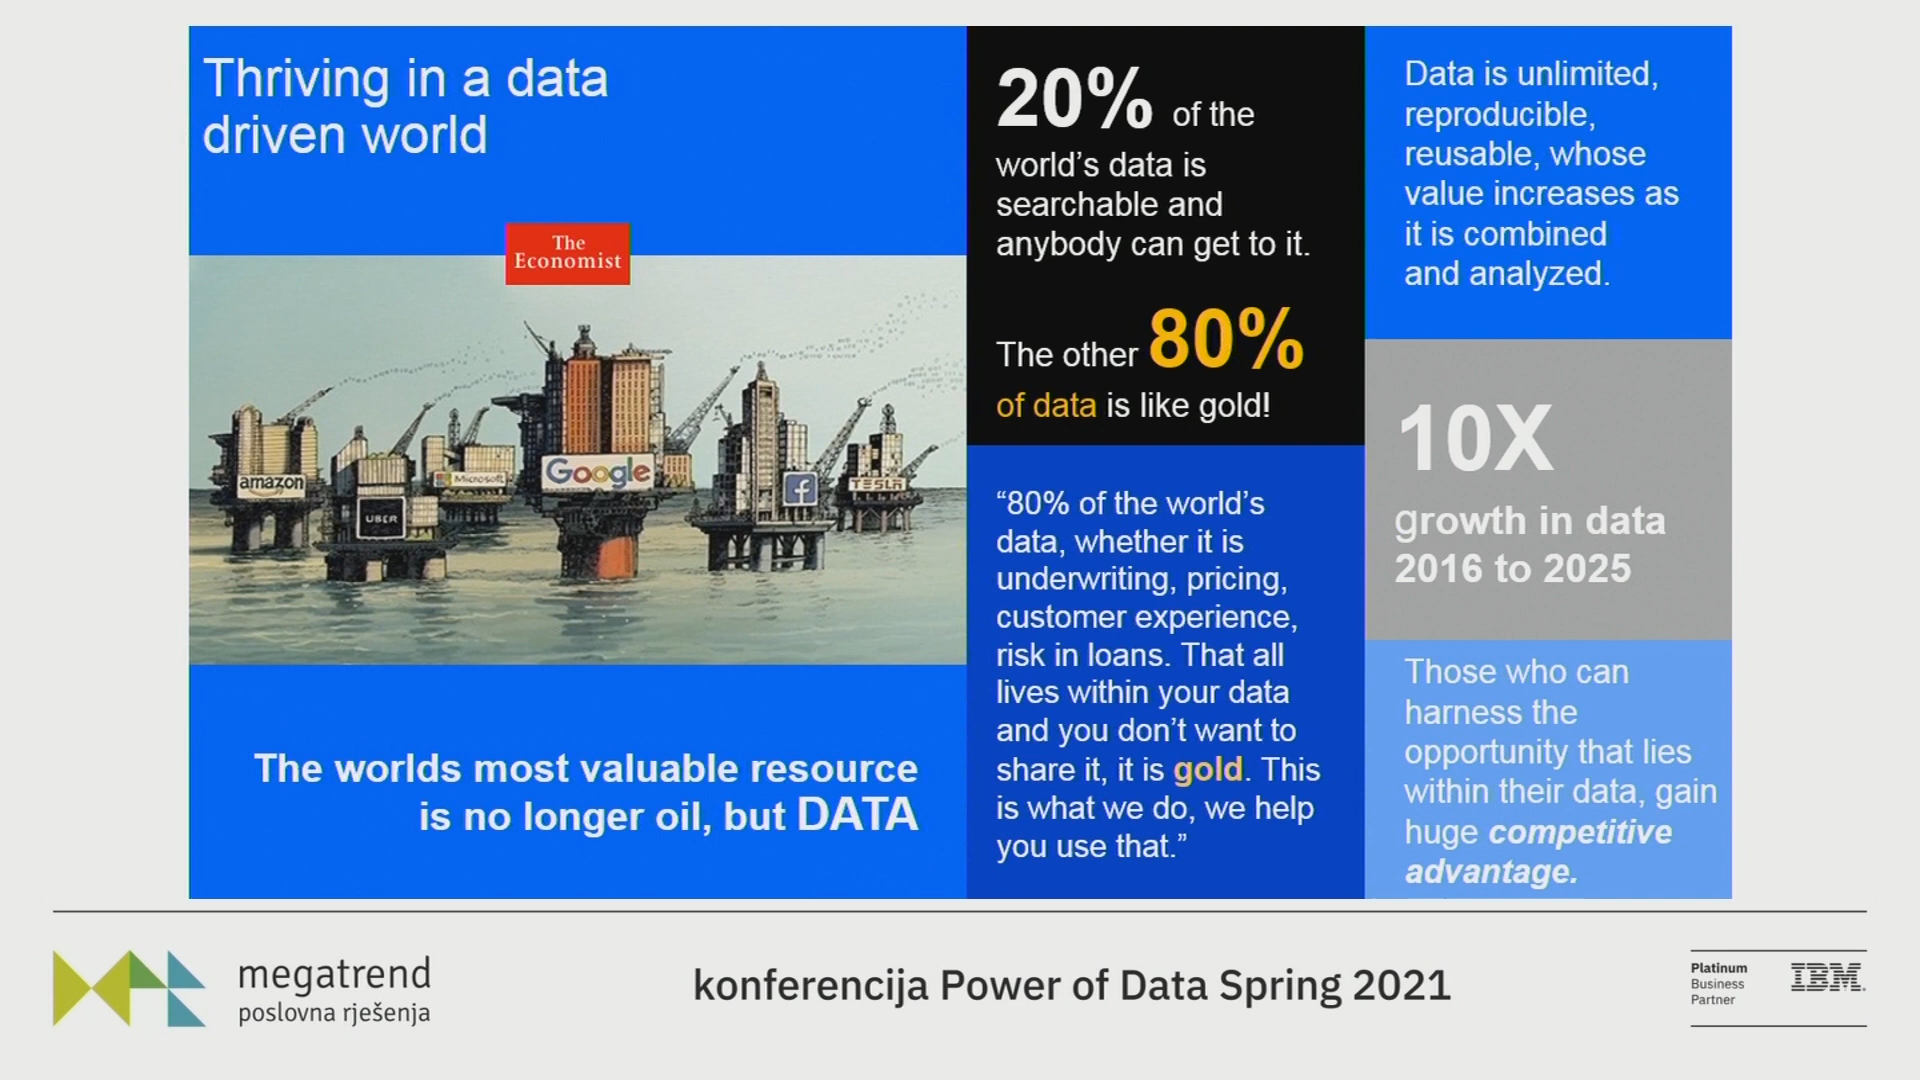 Thriving in a data
driven world
The
Economist
amazon
UBER
Microsoft
Google
f
TESLA
The worlds most valuable resource
is no longer oil, but DATA
20% of the
world’s data is
searchable and
anybody can get to it.
The other 80%
of data is like gold!
“80% of the world’s
data, whether it is
underwriting, pricing,
customer experience,
risk in loans. That all
lives within your data
and you don’t want to
share it, it is gold. This
is what we do, we help
you use that.”
Data is unlimited,
reproducible,
reusable, whose
value increases as
it is combined
and analyzed.
10X
growth in data
2016 to 2025
Those who can
harness the
opportunity that lies
within their data, gain
huge competitive
advantage.
megatrend
poslovna rješenja
konferencija Power of Data Spring 2021
Platinum
Business
Partner
IBM